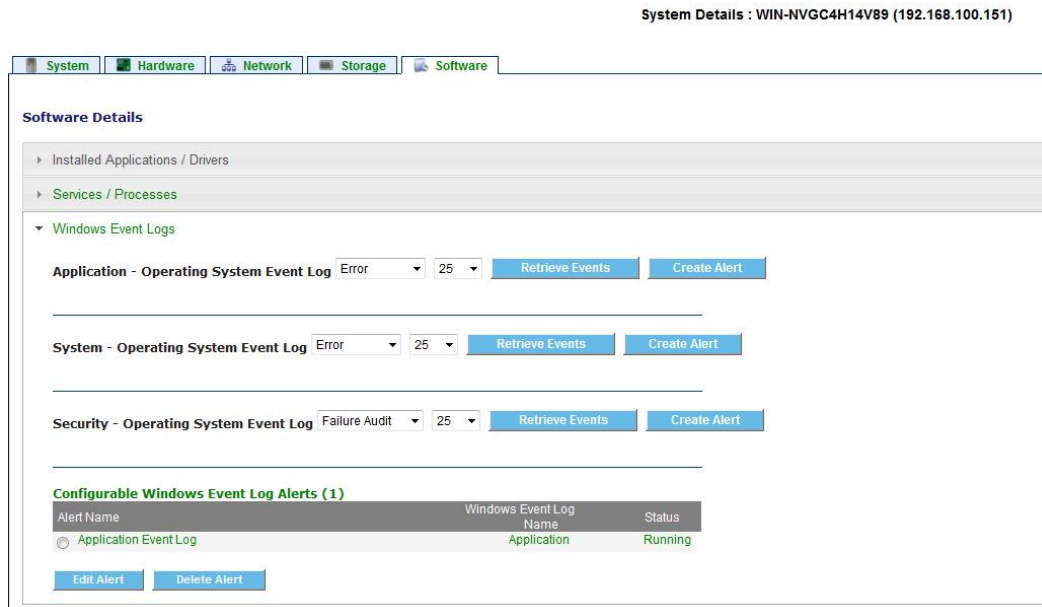 System Details : WIN-NVGC4H14V89 (192.168.100.151)
System Hardware Network Storage Software
Software Details
Installed Applications / Drivers
Services / Processes
Windows Event Logs
Application - Operating System Event Log Error 25 Retrieve Events Create Alert
System - Operating System Event Log Error 25 Retrieve Events Create Alert
Security - Operating System Event Log Failure Audit 25 Retrieve Events Create Alert
Configurable Windows Event Log Alerts (1)
Alert Name Windows Event Log Name Status
Application Event Log Application Running
Edit Alert Delete Alert